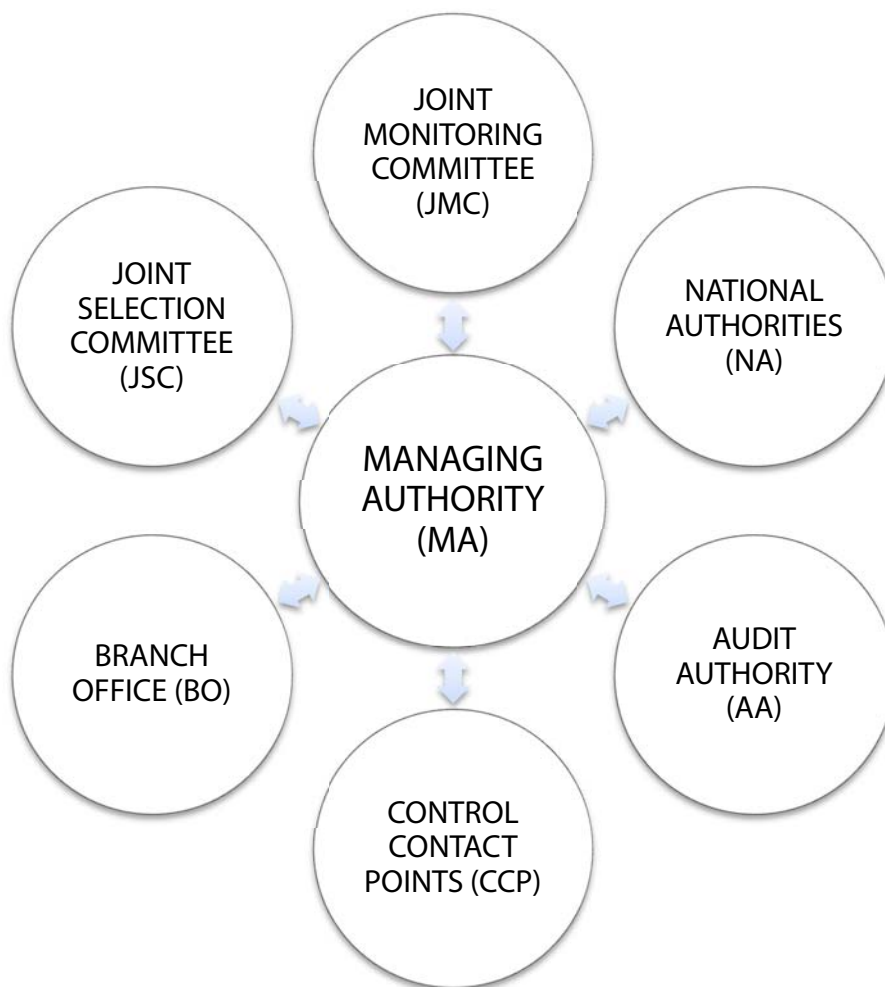 JOINT
MONITORING
COMMITTEE
(JMC)
JOINT
SELECTION
COMMITTEE
(JSC)
NATIONAL
AUTHORITIES
(NA)
MANAGING
AUTHORITY
(MA)
BRANCH
OFFICE (BO)
AUDIT
AUTHORITY
(AA)
CONTROL
CONTACT
POINTS (CCP)